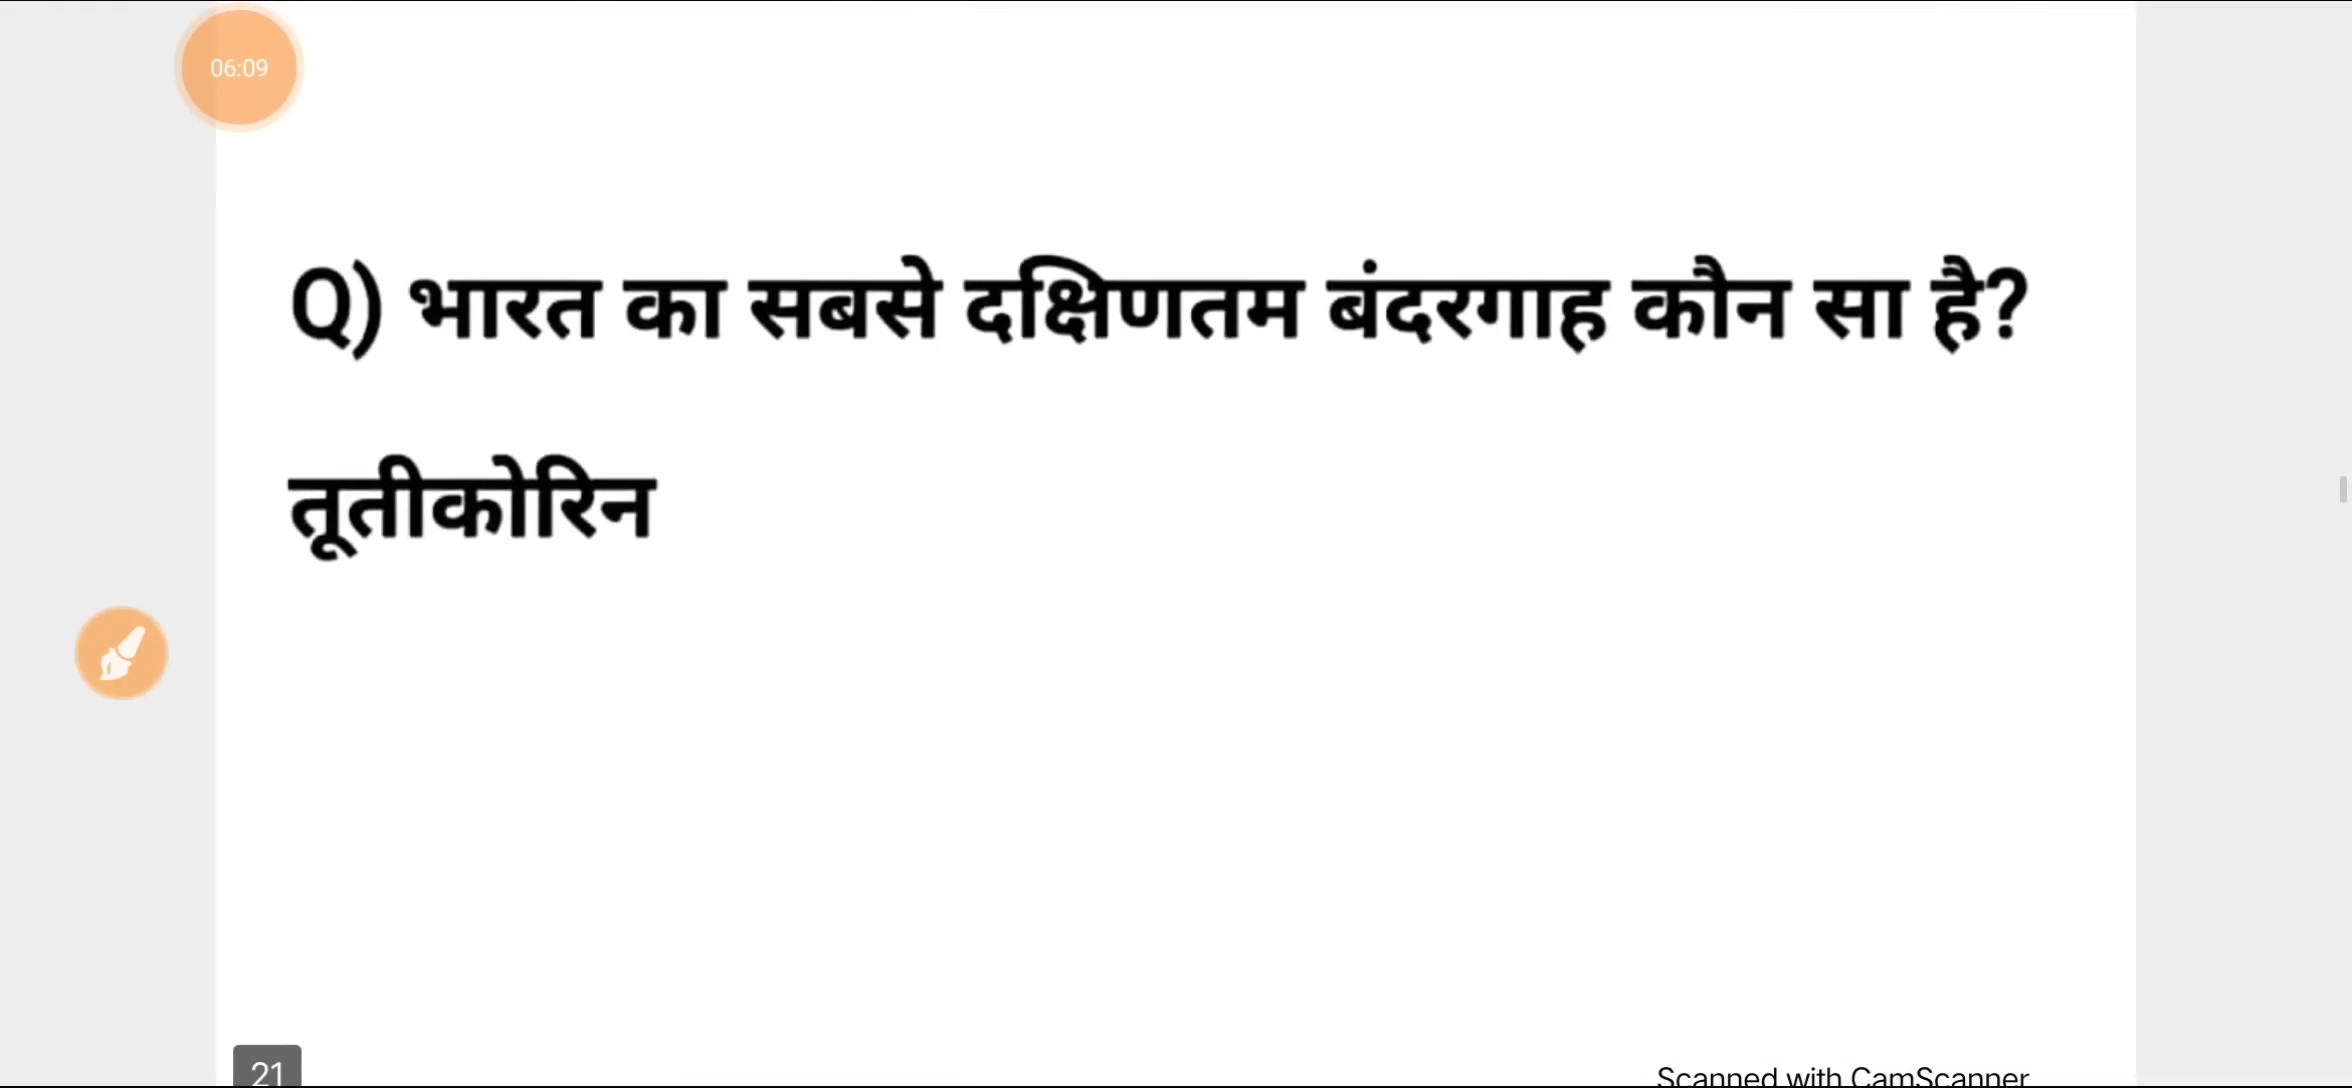 06:09
Q) भारत का सबसे दक्षिणतम बंदरगाह कौन सा है?
तूतीकोरिन
21
Scanned with CamScanner